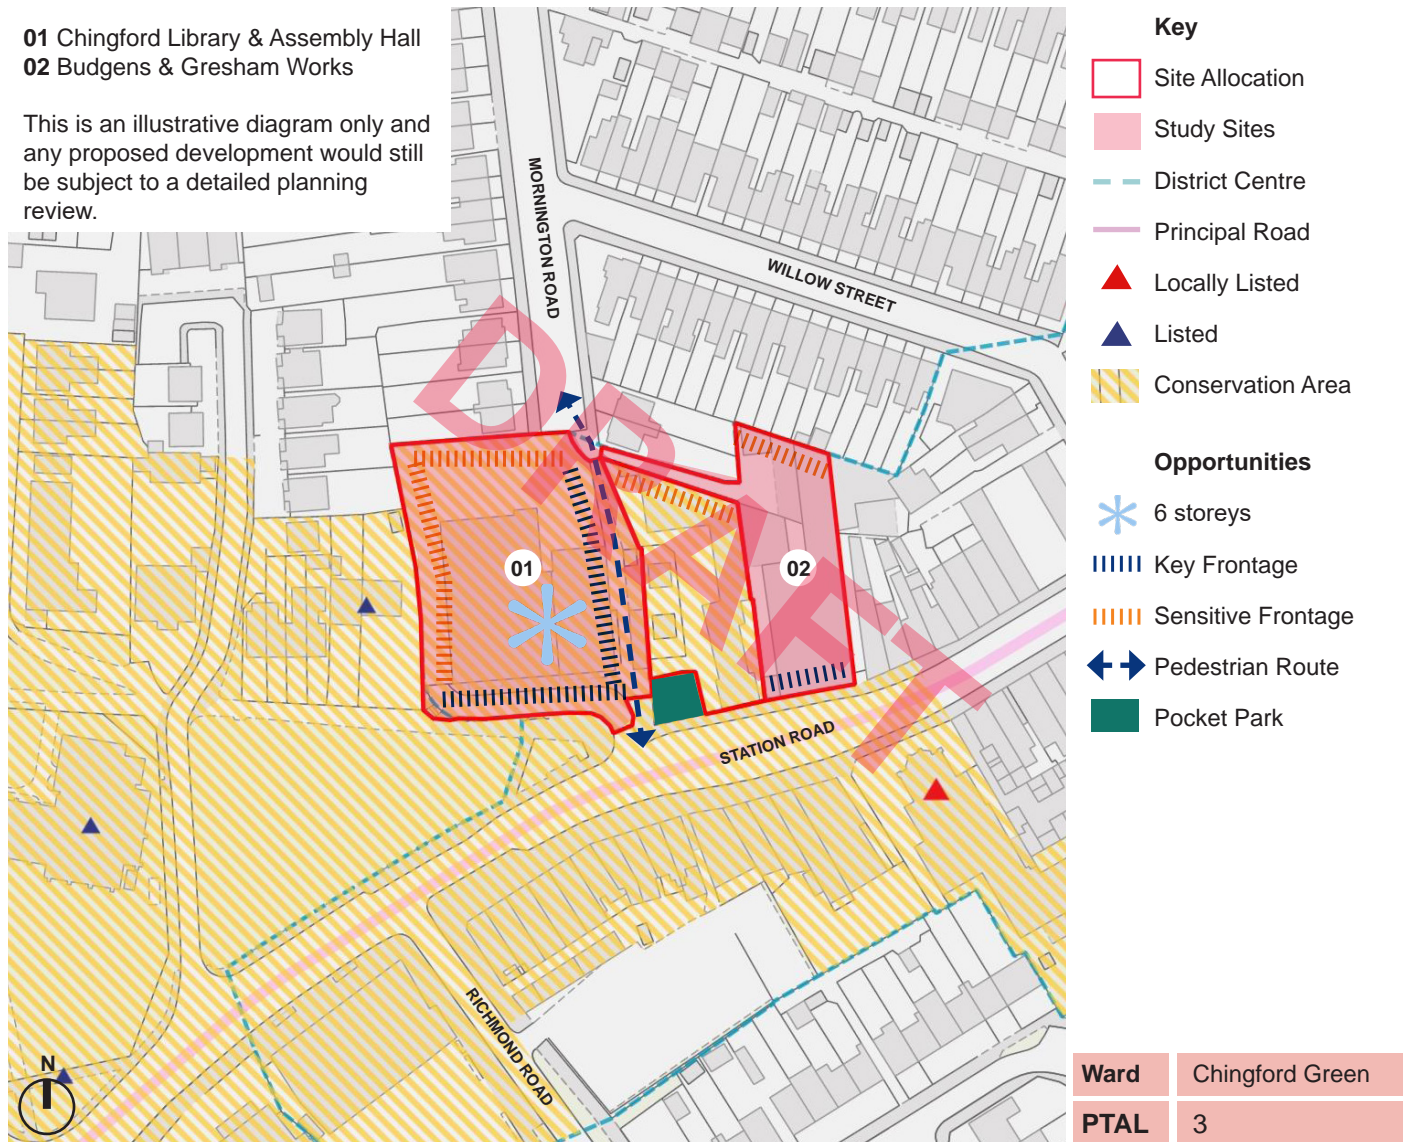 01 Chingford Library & Assembly Hall
02 Budgens & Gresham Works
This is an illustrative diagram only and
any proposed development would still
be subject to a detailed planning
review.
MORNINGTON ROAD
WILLOW STREET
DRAFT
01
02
STATION ROAD
RICHMOND ROAD
N
Key
Site Allocation
Study Sites
District Centre
Principal Road
Locally Listed
Listed
Conservation Area
Opportunities
6 storeys
Key Frontage
Sensitive Frontage
Pedestrian Route
Pocket Park
Ward Chingford Green
PTAL 3